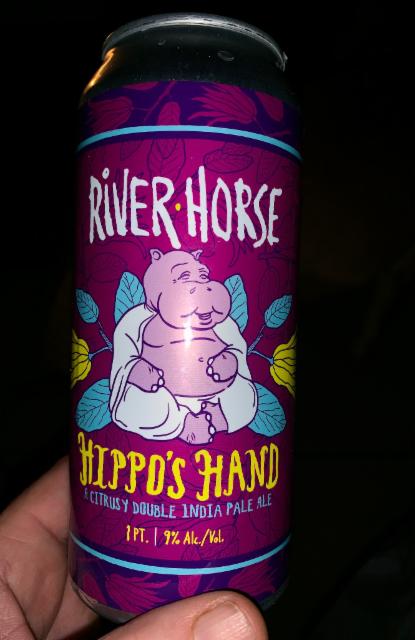 RiVER·HORSE
HIPPO'S HAND
A CITRUSY DOUBLE INDIA PALE ALE
1 PT. | 9% Alc./Vol.